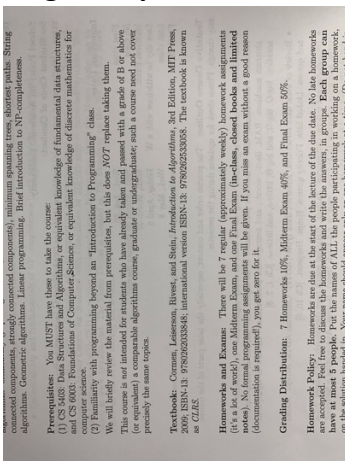 connected components, strongly connected components), minimum spanning trees, shortest paths. String
algorithms. Geometric algorithms. Linear programming. Brief introduction to NP-completeness.
Prerequisites: You MUST have these to take the course:
(1) CS 5403: Data Structures and Algorithms, or equivalent knowledge of fundamental data structures,
and CS 6003: Foundations of Computer Science, or equivalent knowledge of discrete mathematics for
computer science.
(2) Familiarity with programming beyond an "Introduction to Programming" class.
We will briefly review the material from prerequisites, but this does NOT replace taking them.
This course is not intended for students who have already taken and passed with a grade of B or above
(or equivalent) a comparable algorithms course, graduate or undergraduate; such a course need not cover
precisely the same topics.
Textbook: Cormen, Leiserson, Rivest, and Stein, Introduction to Algorithms, 3rd Edition, MIT Press,
2009; ISBN-13: 9780262033848; international version ISBN-13: 9780262533058. The textbook is known
as CLRS.
Homeworks and Exams: There will be 7 regular (approximately weekly) homework assignments
(it's a lot of work!), one Midterm Exam, and one Final Exam (in-class, closed books and limited
notes). No formal programming assignments will be given. If you miss an exam without a good reason
(documentation is required!), you get zero for it.
Grading Distribution: 7 Homeworks 10%, Midterm Exam 40%, and Final Exam 50%.
Homework Policy: Homeworks are due at the start of the lecture of the due date. No late homeworks
are accepted. Feel free to discuss the homeworks and write the answers, in groups. Each group can
have at most 5 people. Put the names of ALL the people participating in working on a homework,
on the solution handed in.